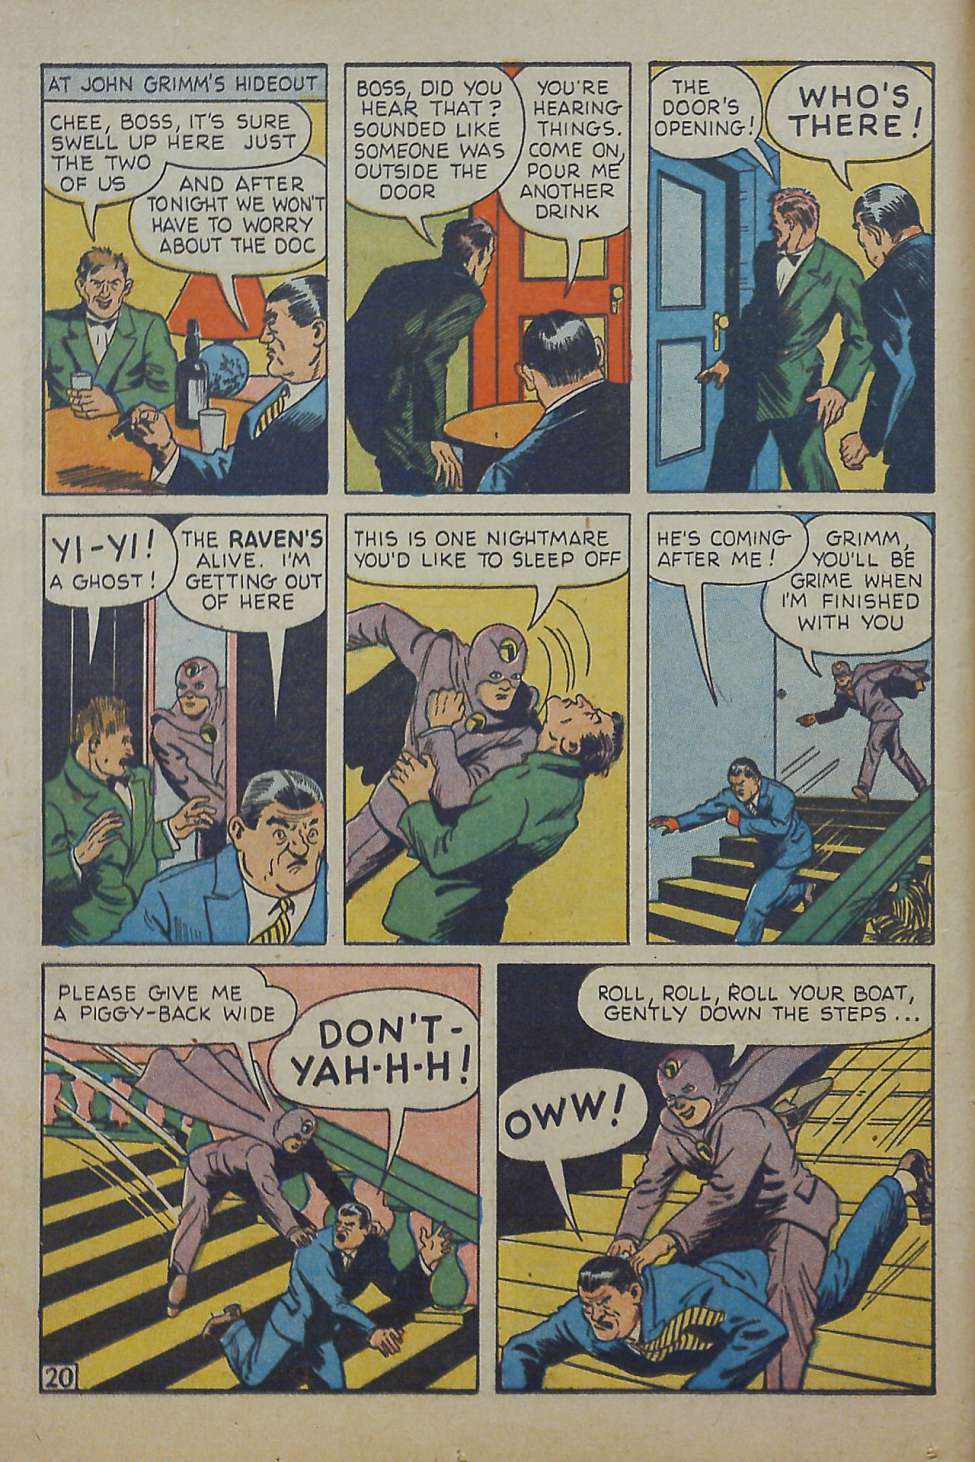 AT JOHN GRIMM'S HIDEOUT
CHEE, BOSS, IT'S SURE
SWELL UP HERE JUST
THE TWO
OF US
AND AFTER
TONIGHT WE WON'T
HAVE TO WORRY
ABOUT THE DOC
BOSS, DID YOU
HEAR THAT?
SOUNDED LIKE
SOMEONE WAS
OUTSIDE THE
DOOR
YOU'RE
HEARING
THINGS.
COME ON,
POUR ME
ANOTHER
DRINK
THE
DOOR'S
OPENING!
WHO'S
THERE!
YI-YI!
A GHOST!
THE RAVEN'S
ALIVE. I'M
GETTING OUT
OF HERE
THIS IS ONE NIGHTMARE
YOU'D LIKE TO SLEEP OFF
HE'S COMING
AFTER ME!
GRIMM,
YOU'LL BE
GRIME WHEN
I'M FINISHED
WITH YOU
PLEASE GIVE ME
A PIGGY-BACK WIDE
DON'T-
YAH-H-H!
ROLL, ROLL, ROLL YOUR BOAT,
GENTLY DOWN THE STEPS...
OWW!
20